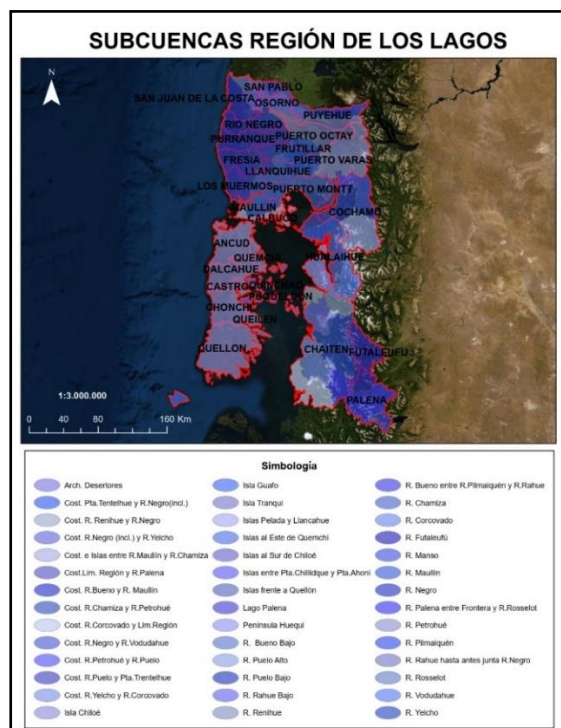 SUBCUENCAS REGIÓN DE LOS LAGOS
N
SAN PABLO
SAN JUAN DE LA COSTA
OSORNO
PUYEHUE
RIO NEGRO
PUERTO OCTAY
PURRANQUE
FRUTILLAR
FRESIA
PUERTO VARAS
LLANQUIHUE
LOS MUERMOS
PUERTO MONTT
MAULLIN
COCHAMO
CALBUCO
ANCUD
QUEMCHI
HUALAIHUE
DALCAHUE
CASTRO
QUINCHAO
PUQUELDON
CHONCHI
QUEILEN
QUELLON
CHAITEN
FUTALEUFU
PALENA
1:3.000.000
0 40 80 160 Km
Simbología
Arch. Desertores
Cost. Pta.Tentelhue y R.Negro(incl.)
Cost. R. Renihue y R.Negro
Cost. R.Negro (incl.) y R.Yelcho
Cost. e Islas entre R.Maullín y R.Chamiza
Cost.Lim. Región y R.Palena
Cost. R.Bueno y R. Maullín
Cost. R.Chamiza y R.Petrohué
Cost. R.Corcovado y Lim.Región
Cost. R.Negro y R.Vodudahue
Cost. R.Petrohué y R.Puelo
Cost. R.Puelo y Pta.Trentelhue
Cost. R.Yelcho y R.Corcovado
Isla Chiloé
Isla Guafo
Isla Tranqui
Islas Pelada y Llancahue
Islas al Este de Quemchi
Islas al Sur de Chiloé
Islas entre Pta.Chillidque y Pta.Ahoni
Islas frente a Quellón
Lago Palena
Península Huequi
R. Bueno Bajo
R. Puelo Alto
R. Puelo Bajo
R. Rahue Bajo
R. Renihue
R. Bueno entre R.Pilmaiquén y R.Rahue
R. Chamiza
R. Corcovado
R. Futaleufú
R. Manso
R. Maullin
R. Negro
R. Palena entre Frontera y R.Rosselot
R. Petrohué
R. Pilmaiquén
R. Rahue hasta antes junta R.Negro
R. Rosselot
R. Vodudahue
R. Yelcho